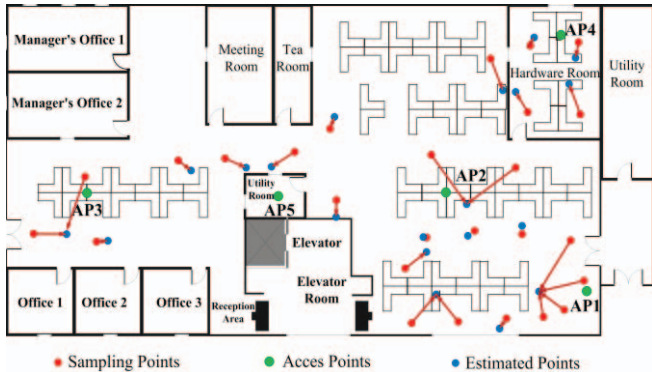 Manager's Office 1
Manager's Office 2
Meeting
Room
Tea
Room
AP4
Hardware Room
Utility
Room
AP3
Utility
Room
AP5
AP2
Elevator
Elevator
Room
AP1
Office 1
Office 2
Office 3
Reception
Area
Sampling Points
Acces Points
Estimated Points